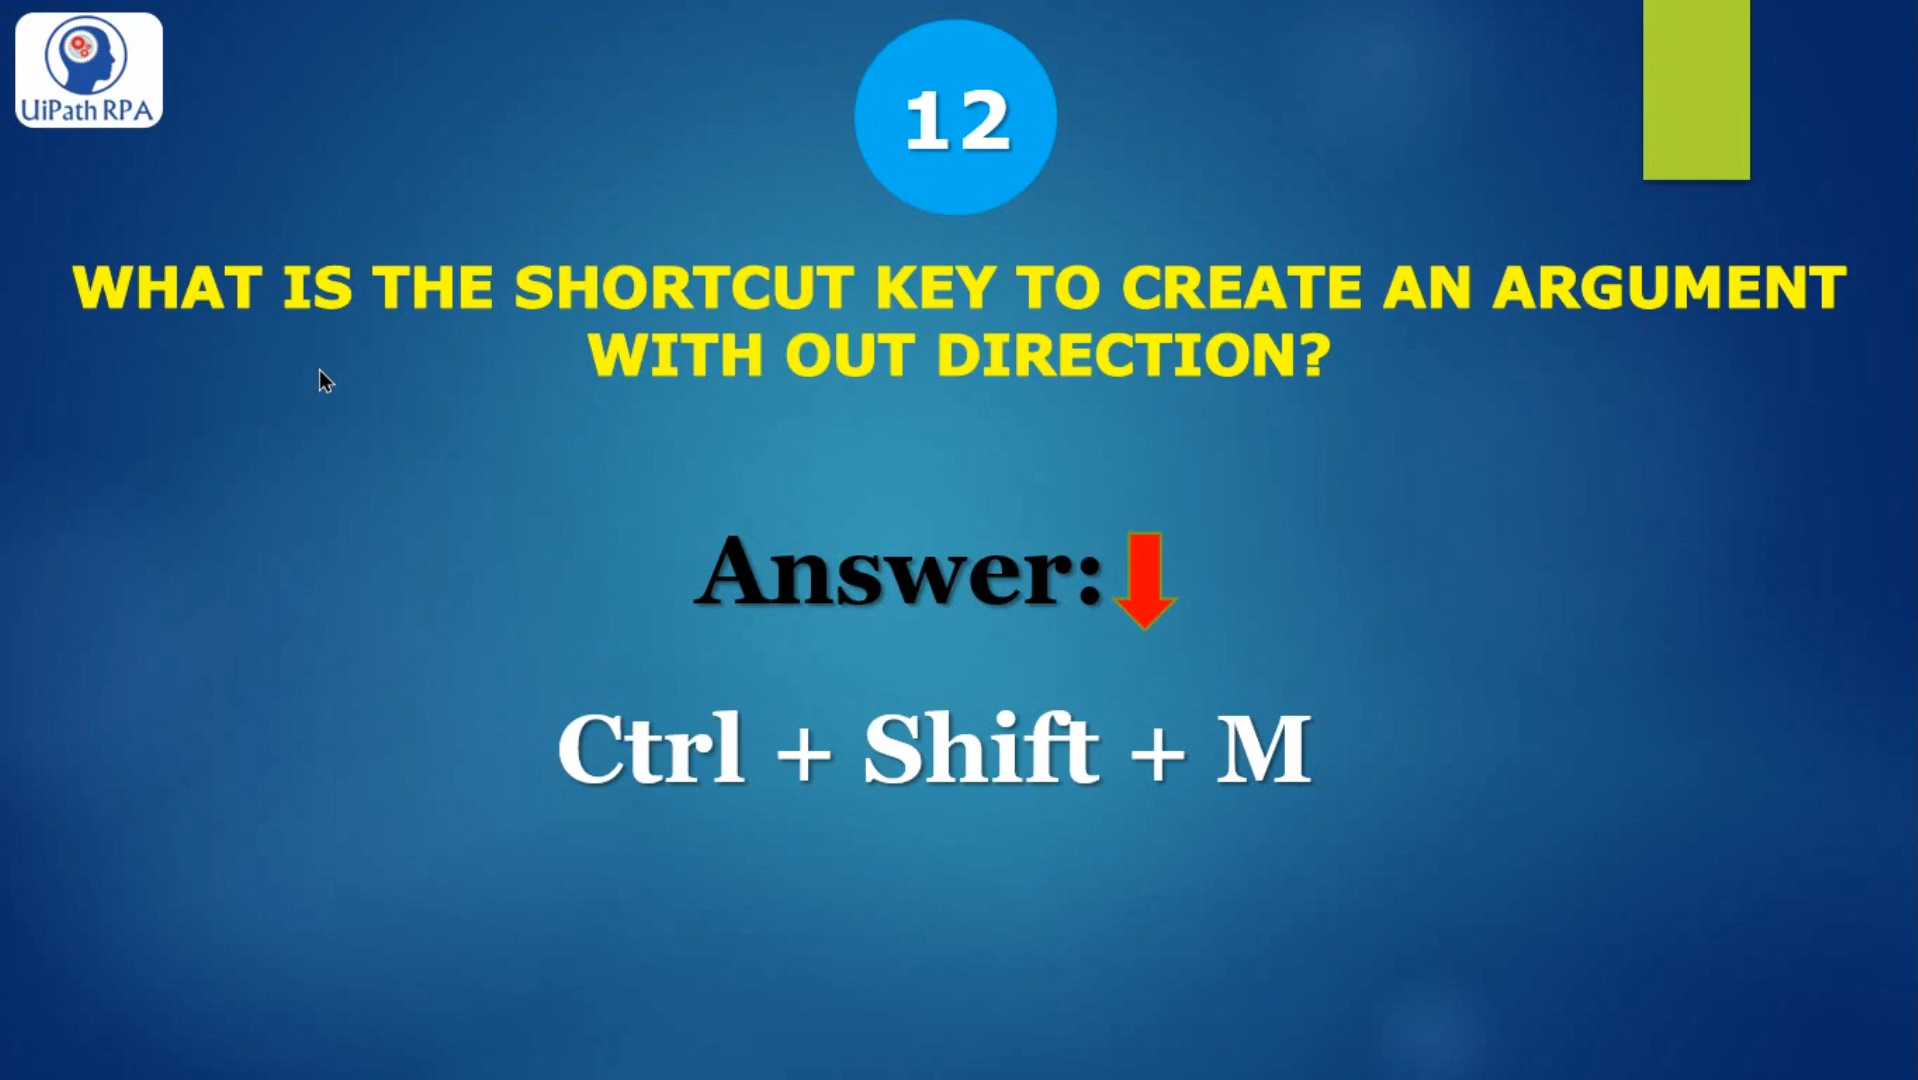 UiPath RPA
12
WHAT IS THE SHORTCUT KEY TO CREATE AN ARGUMENT
WITH OUT DIRECTION?
Answer:
Ctrl + Shift + M